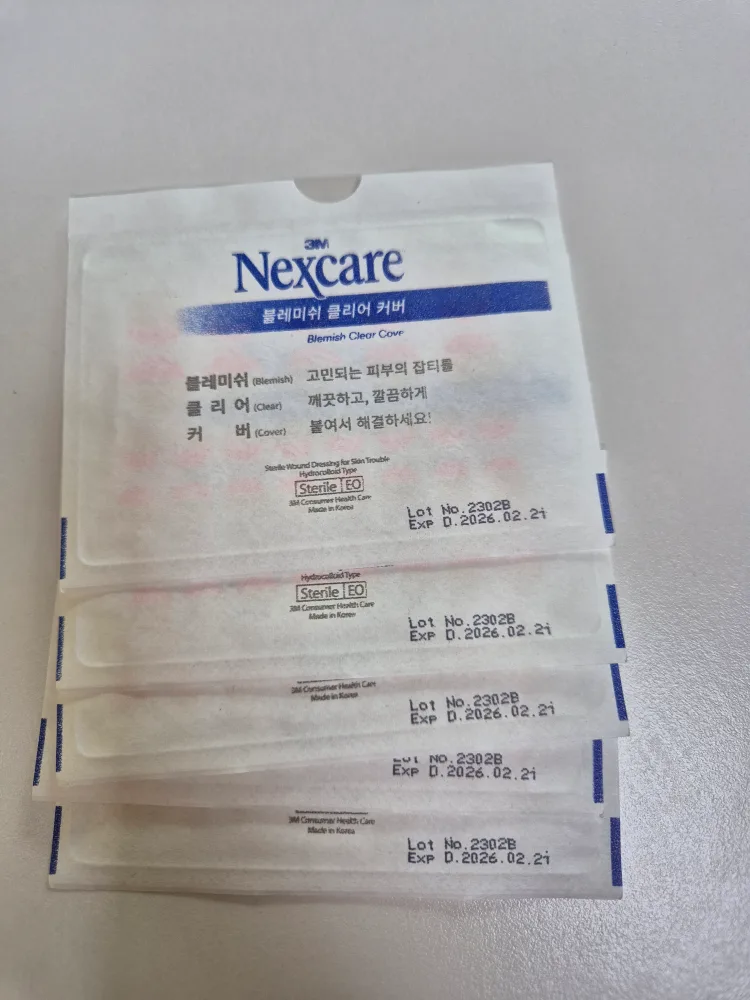 3M
Nexcare
블레미쉬 클리어 커버
Blemish Clear Cover
블레미쉬 (Blemish) 고민되는 피부의 잡티를
클 리 어 (Clear) 깨끗하고, 깔끔하게
커 버 (Cover) 붙여서 해결하세요!
Sterile Wound Dressing for Skin Trouble
Hydrocolloid Type
Sterile EO
3M Consumer Health Care
Made in Korea
Lot No.2302B
Exp D.2026.02.21
Hydrocolloid Type
Sterile EO
3M Consumer Health Care
Made in Korea
Lot No.2302B
Exp D.2026.02.21
3M Consumer Health Care
Made in Korea
Lot No.2302B
Exp D.2026.02.21
Lot No.2302B
Exp D.2026.02.21
3M Consumer Health Care
Made in Korea
Lot No.2302B
Exp D.2026.02.21